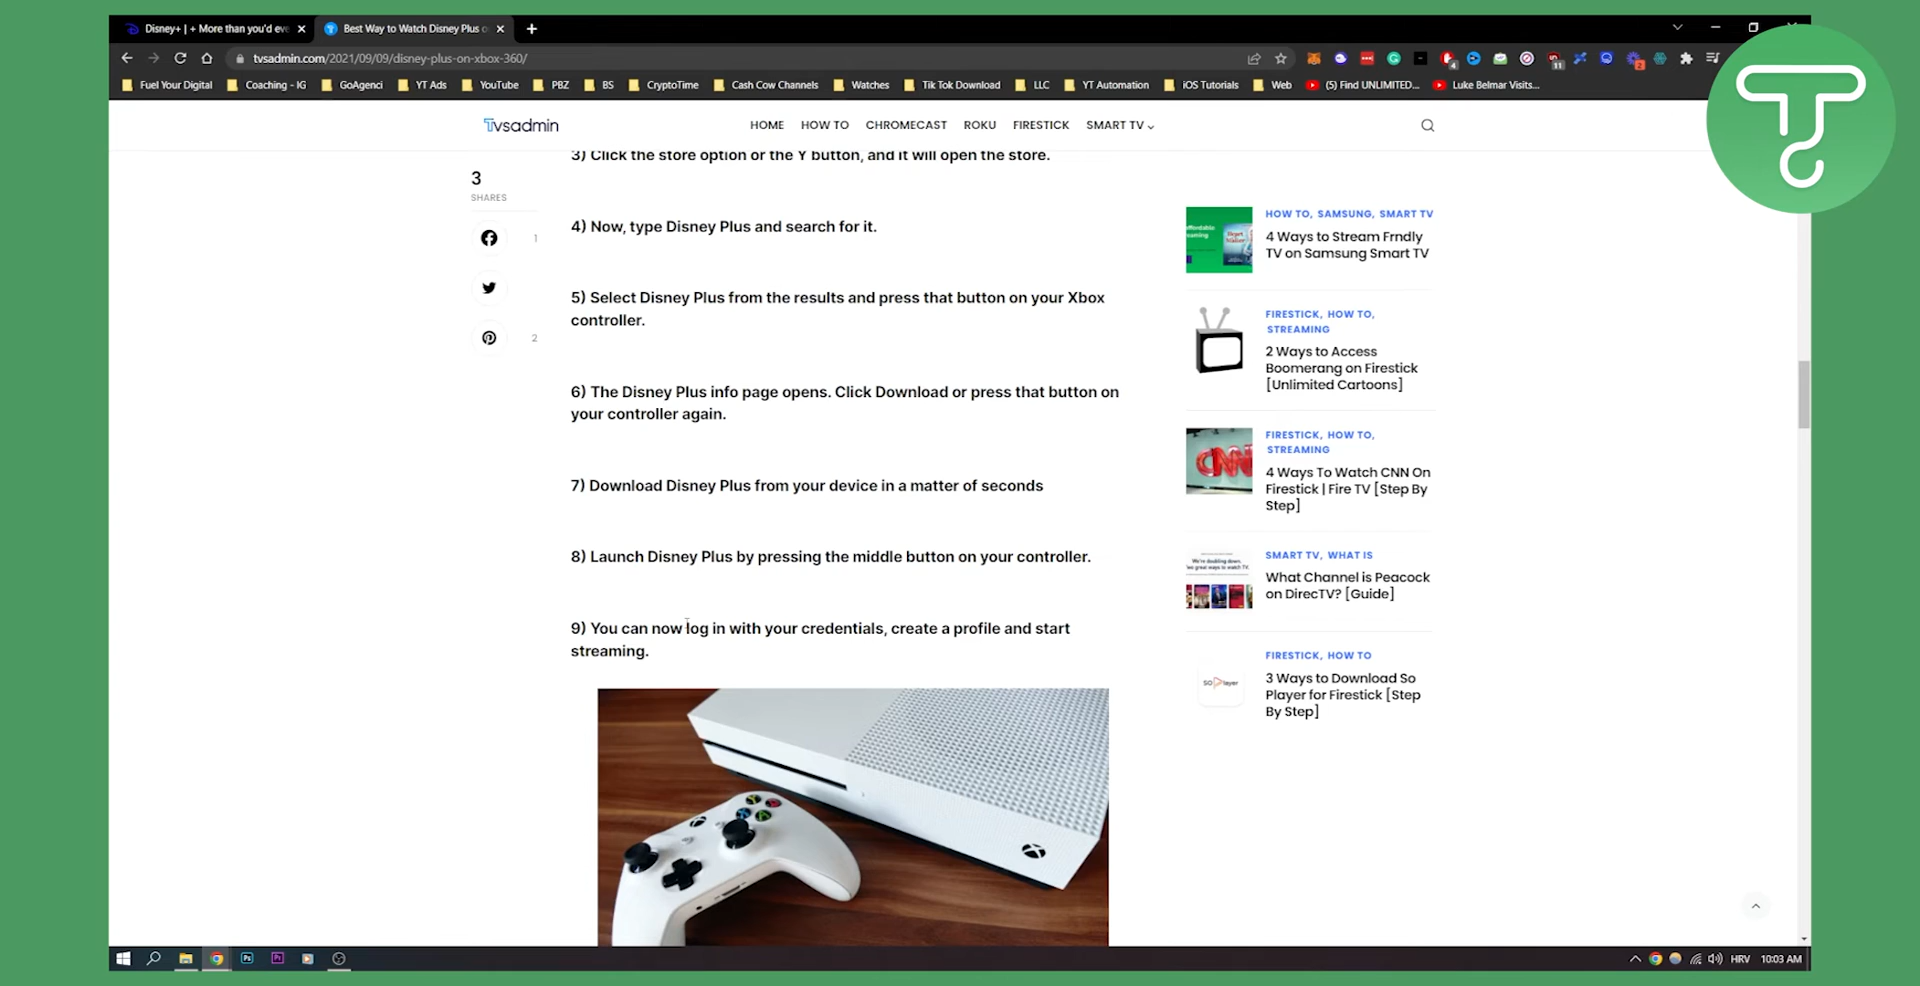 Disney+ | + More than you'd eve
Best Way to Watch Disney Plus o
tvsadmin.com/2021/09/09/disney-plus-on-xbox-360/
Fuel Your Digital
Coaching - IG
GoAgenci
YT Ads
YouTube
PBZ
BS
CryptoTime
Cash Cow Channels
Watches
Tik Tok Download
LLC
YT Automation
iOS Tutorials
Web
(5) Find UNLIMITED...
Luke Belmar Visits...
Tvsadmin
HOME
HOW TO
CHROMECAST
ROKU
FIRESTICK
SMART TV
3
SHARES
1
2
3) Click the store option or the Y button, and it will open the store.
4) Now, type Disney Plus and search for it.
5) Select Disney Plus from the results and press that button on your Xbox
controller.
6) The Disney Plus info page opens. Click Download or press that button on
your controller again.
7) Download Disney Plus from your device in a matter of seconds
8) Launch Disney Plus by pressing the middle button on your controller.
9) You can now log in with your credentials, create a profile and start
streaming.
HOW TO, SAMSUNG, SMART TV
4 Ways to Stream Frndly
TV on Samsung Smart TV
FIRESTICK, HOW TO,
STREAMING
2 Ways to Access
Boomerang on Firestick
[Unlimited Cartoons]
CNN
FIRESTICK, HOW TO,
STREAMING
4 Ways To Watch CNN On
Firestick | Fire TV [Step By
Step]
SMART TV, WHAT IS
What Channel is Peacock
on DirecTV? [Guide]
FIRESTICK, HOW TO
3 Ways to Download So
Player for Firestick [Step
By Step]
HRV
10:03 AM